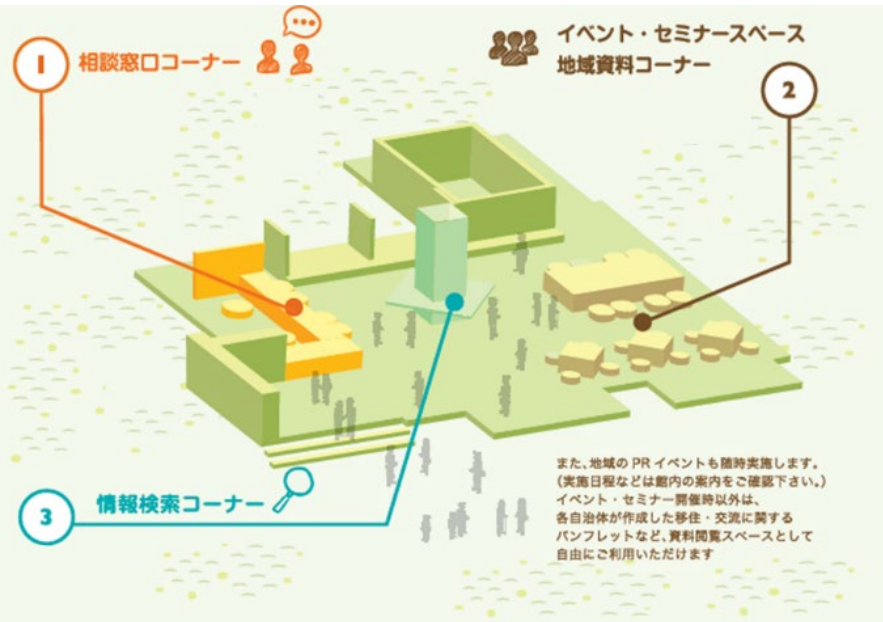 1
相談窓口コーナー
イベント・セミナースペース
地域資料コーナー
2
3
情報検索コーナー
また、地域の PR イベントも随時実施します。
(実施日程などは館内の案内をご確認下さい。)
イベント・セミナー開催時以外は、
各自治体が作成した移住・交流に関する
パンフレットなど、資料閲覧スペースとして
自由にご利用いただけます